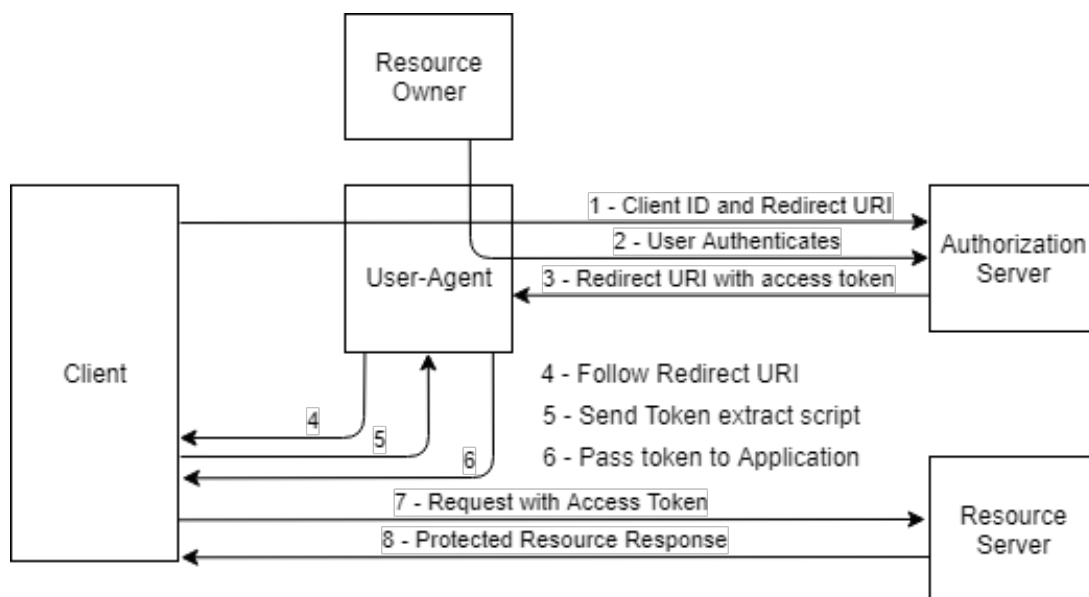 Resource
Owner
1 - Client ID and Redirect URI
2 - User Authenticates
Authorization
Server
User-Agent
3 - Redirect URI with access token
Client
4 - Follow Redirect URI
4
5 - Send Token extract script
5
6 - Pass token to Application
6
7 - Request with Access Token
Resource
Server
8 - Protected Resource Response